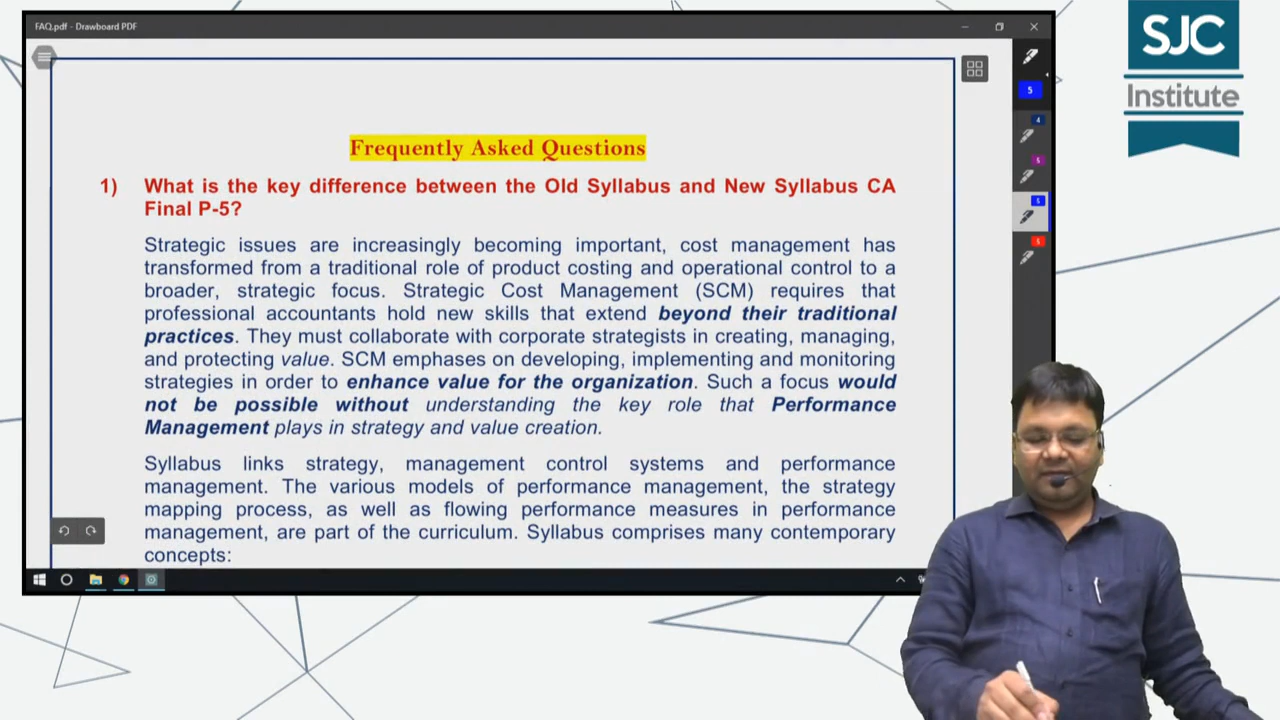 FAQ.pdf - Drawboard PDF
SJC
Institute
5
4
5
5
5
Frequently Asked Questions
1) What is the key difference between the Old Syllabus and New Syllabus CA
Final P-5?
Strategic issues are increasingly becoming important, cost management has
transformed from a traditional role of product costing and operational control to a
broader, strategic focus. Strategic Cost Management (SCM) requires that
professional accountants hold new skills that extend beyond their traditional
practices. They must collaborate with corporate strategists in creating, managing,
and protecting value. SCM emphases on developing, implementing and monitoring
strategies in order to enhance value for the organization. Such a focus would
not be possible without understanding the key role that Performance
Management plays in strategy and value creation.
Syllabus links strategy, management control systems and performance
management. The various models of performance management, the strategy
mapping process, as well as flowing performance measures in performance
management, are part of the curriculum. Syllabus comprises many contemporary
concepts: